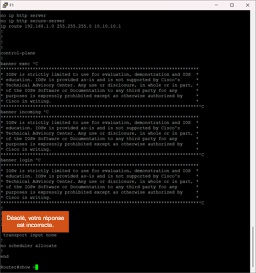 no ip http server
no ip http secure-server
ip route 192.168.1.0 255.255.255.0 10.10.10.1
!
!
!
control-plane
!
banner exec ^C
**************************************************************************
* IOSv is strictly limited to use for evaluation, demonstration and IOS *
* education. IOSv is provided as-is and is not supported by Cisco's *
* Technical Advisory Center. Any use or disclosure, in whole or in part, *
* of the IOSv Software or Documentation to any third party for any *
* purposes is expressly prohibited except as otherwise authorized by *
* Cisco in writing. *
**************************************************************************^C
banner incoming ^C
**************************************************************************
* IOSv is strictly limited to use for evaluation, demonstration and IOS *
* education. IOSv is provided as-is and is not supported by Cisco's *
* Technical Advisory Center. Any use or disclosure, in whole or in part, *
* of the IOSv Software or Documentation to any third party for any *
* purposes is expressly prohibited except as otherwise authorized by *
* Cisco in writing. *
**************************************************************************^C
banner login ^C
**************************************************************************
* IOSv is strictly limited to use for evaluation, demonstration and IOS *
* education. IOSv is provided as-is and is not supported by Cisco's *
* Technical Advisory Center. Any use or disclosure, in whole or in part, *
* of the IOSv Software or Documentation to any third party for any *
* purposes is expressly prohibited except as otherwise authorized by *
* Cisco in writing. *
**************************************************************************^C
Désolé, votre réponse
est incorrecte.
transport input none
!
no scheduler allocate
!
end